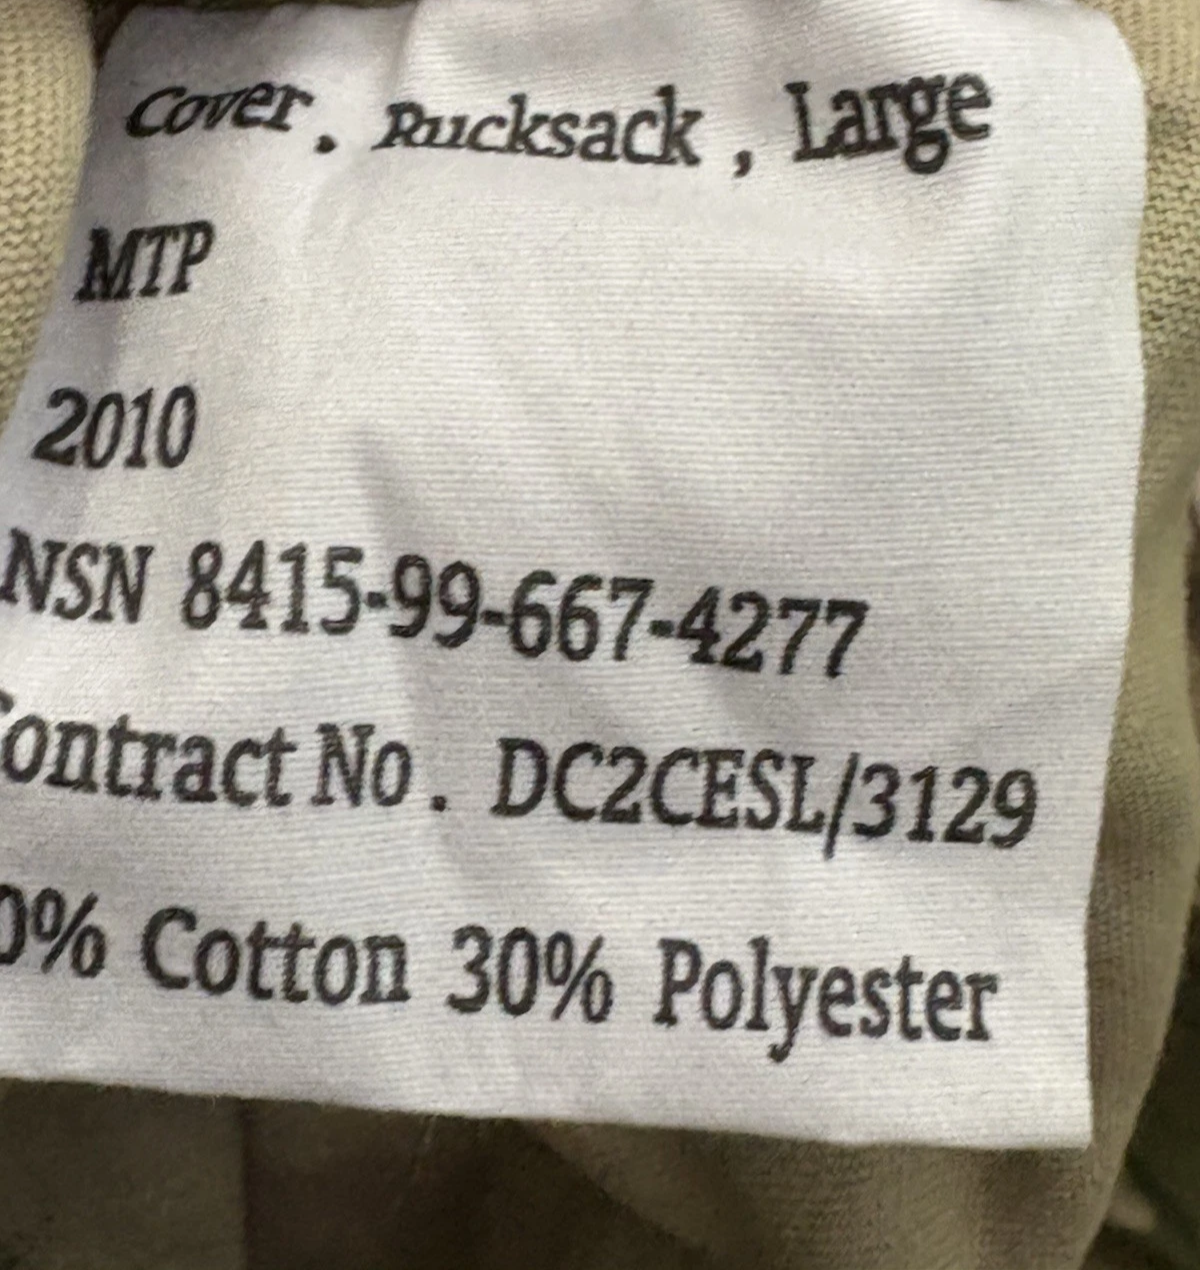 Cover. Rucksack, Large
MTP
2010
NSN 8415-99-667-4277
ontract No. DC2CESL/3129
0% Cotton 30% Polyester